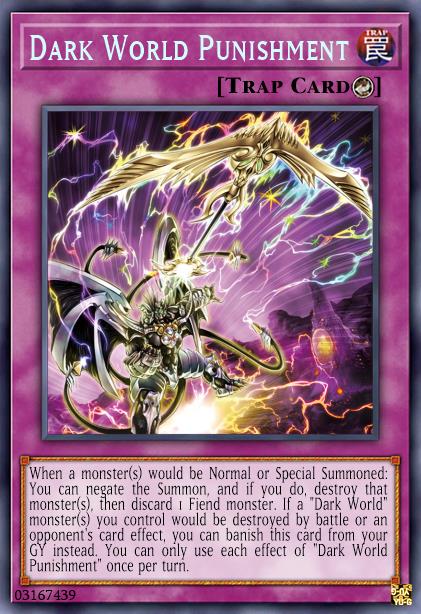 Dark World Punishment
TRAP
罠
[Trap Card]
When a monster(s) would be Normal or Special Summoned:
You can negate the Summon, and if you do, destroy that
monster(s), then discard 1 Fiend monster. If a "Dark World"
monster(s) you control would be destroyed by battle or an
opponent's card effect, you can banish this card from your
GY instead. You can only use each effect of "Dark World
Punishment" once per turn.
03167439